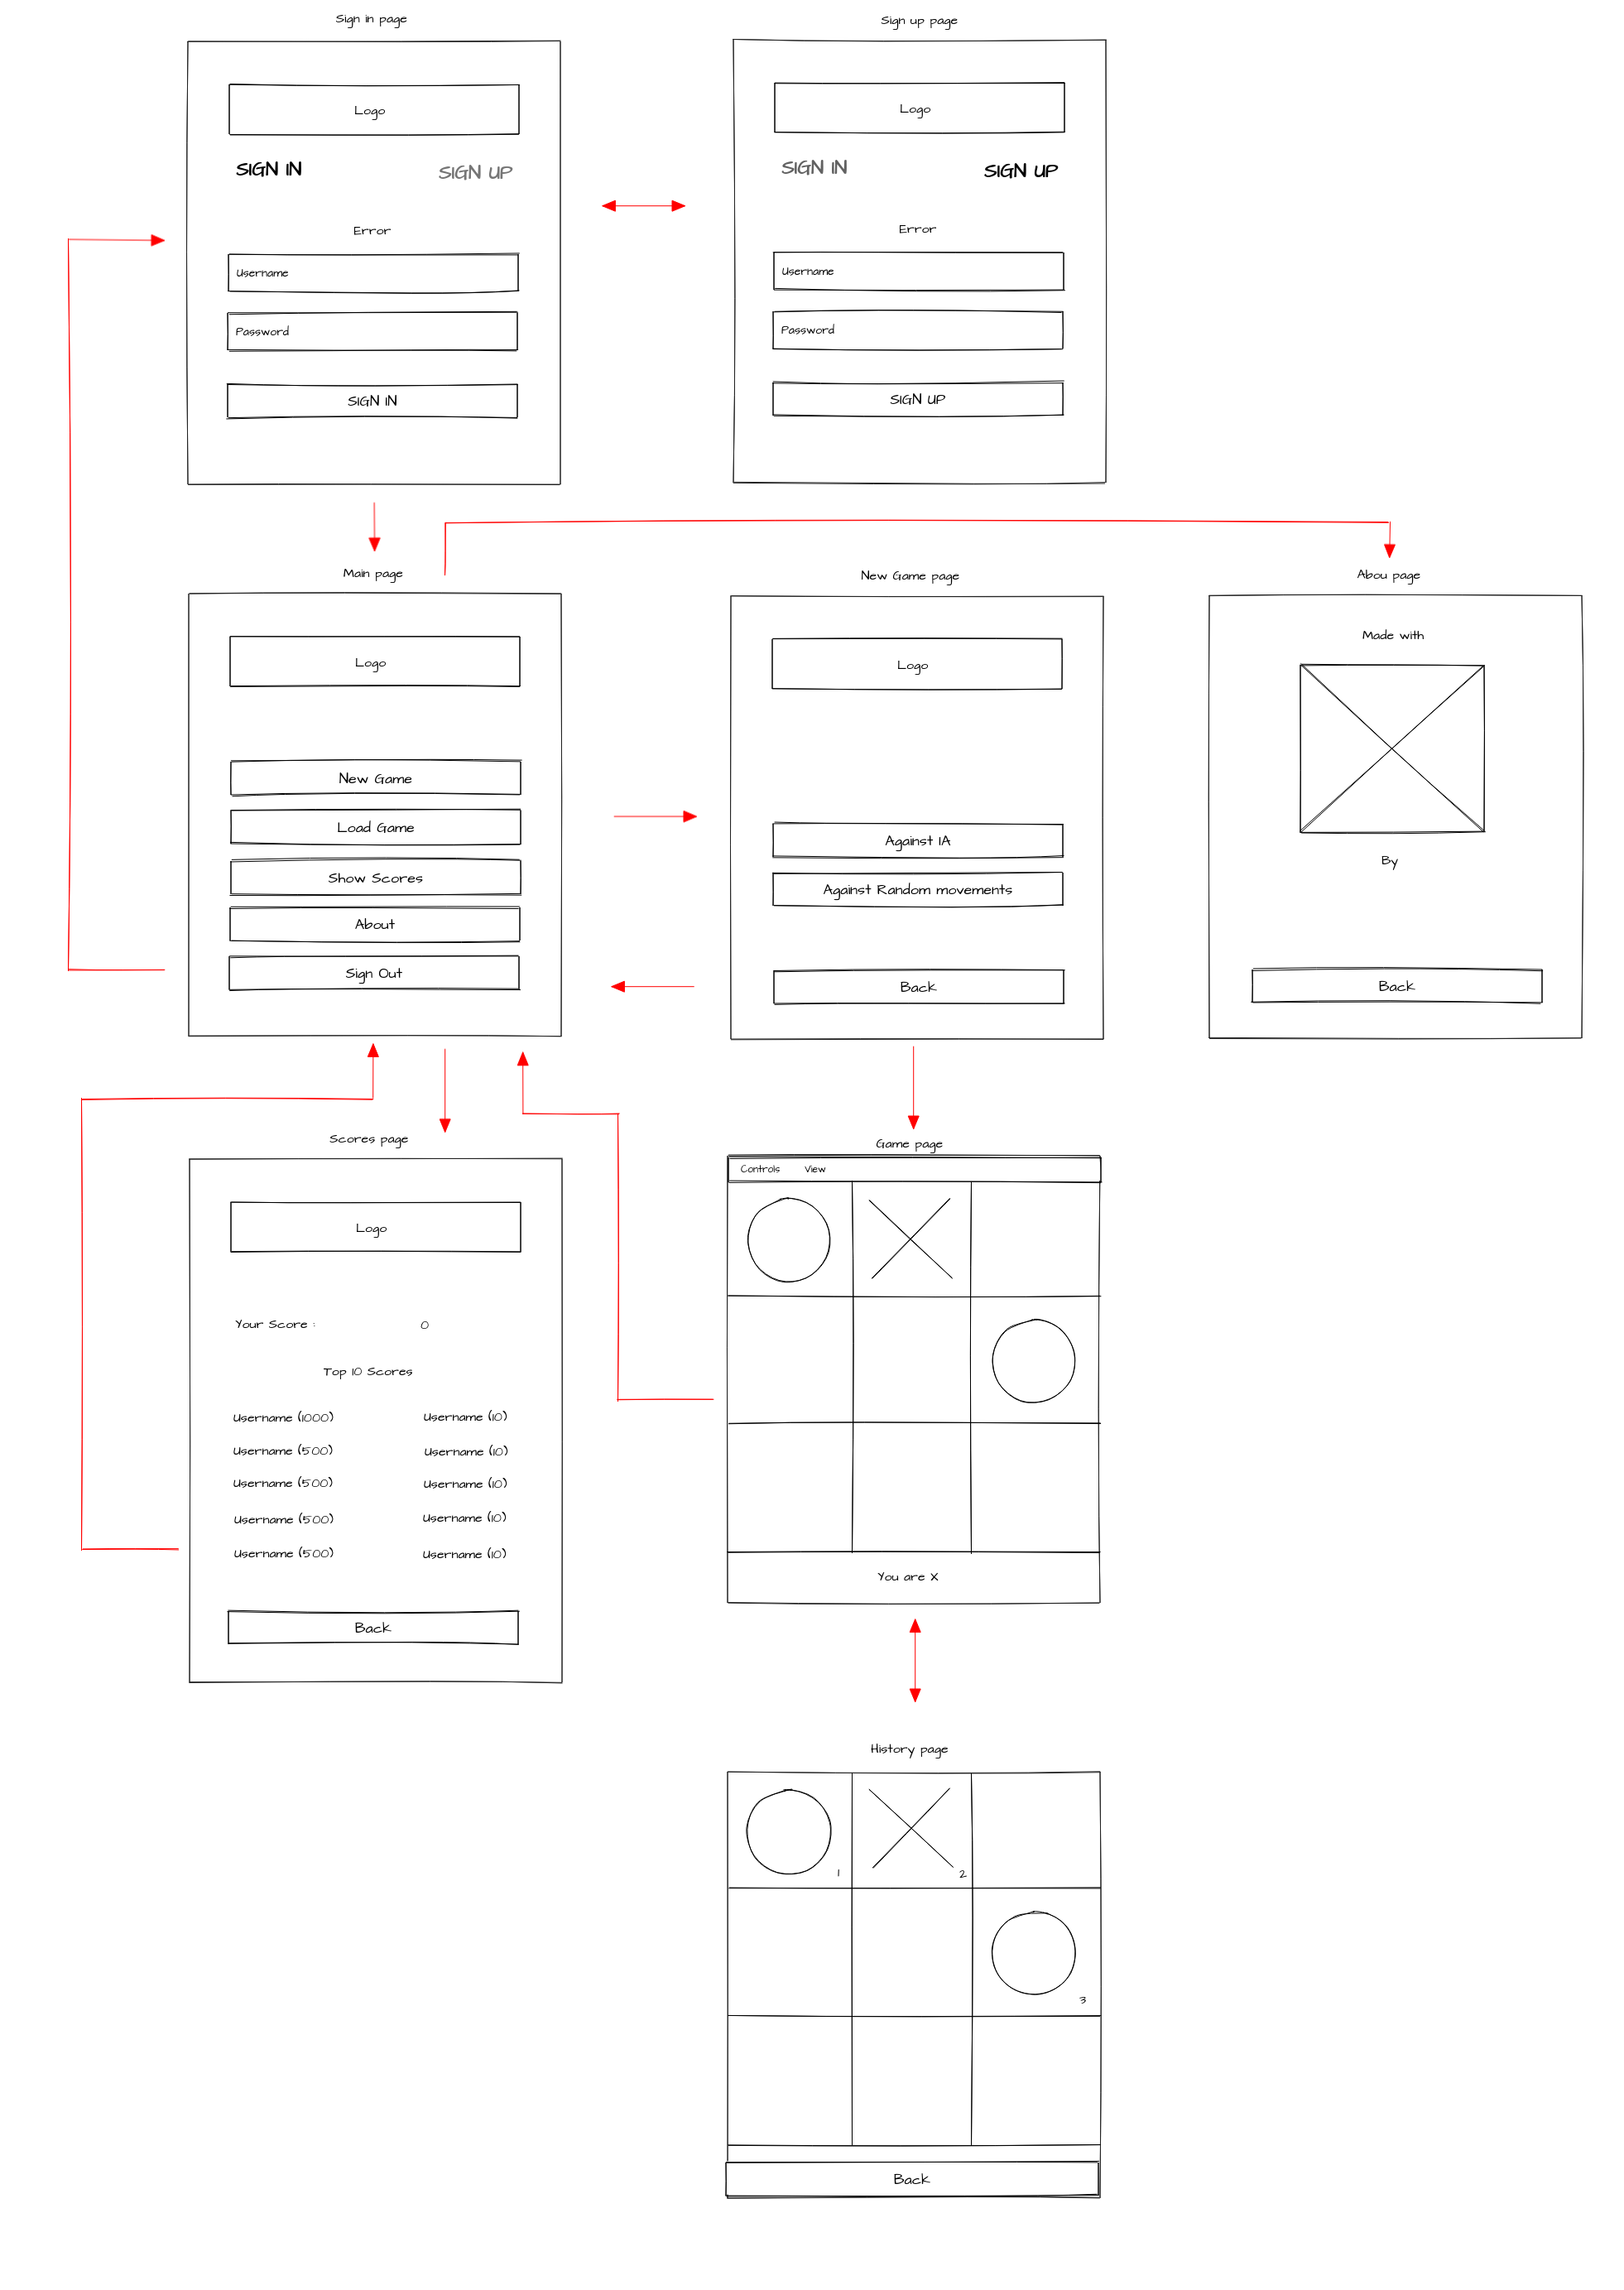 Sign in page
Logo
SIGN IN SIGN UP
Error
Username
Password
SIGN IN
Sign up page
Logo
SIGN IN SIGN UP
Error
Username
Password
SIGN UP
Main page
Logo
New Game
Load Game
Show Scores
About
Sign Out
New Game page
Logo
Against IA
Against Random movements
Back
Abou page
Made with
By
Back
Scores page
Logo
Your Score : 0
Top 10 Scores
Username (1000) Username (10)
Username (500) Username (10)
Username (500) Username (10)
Username (500) Username (10)
Username (500) Username (10)
Back
Game page
Controls View
You are X
History page
1 2
3
Back